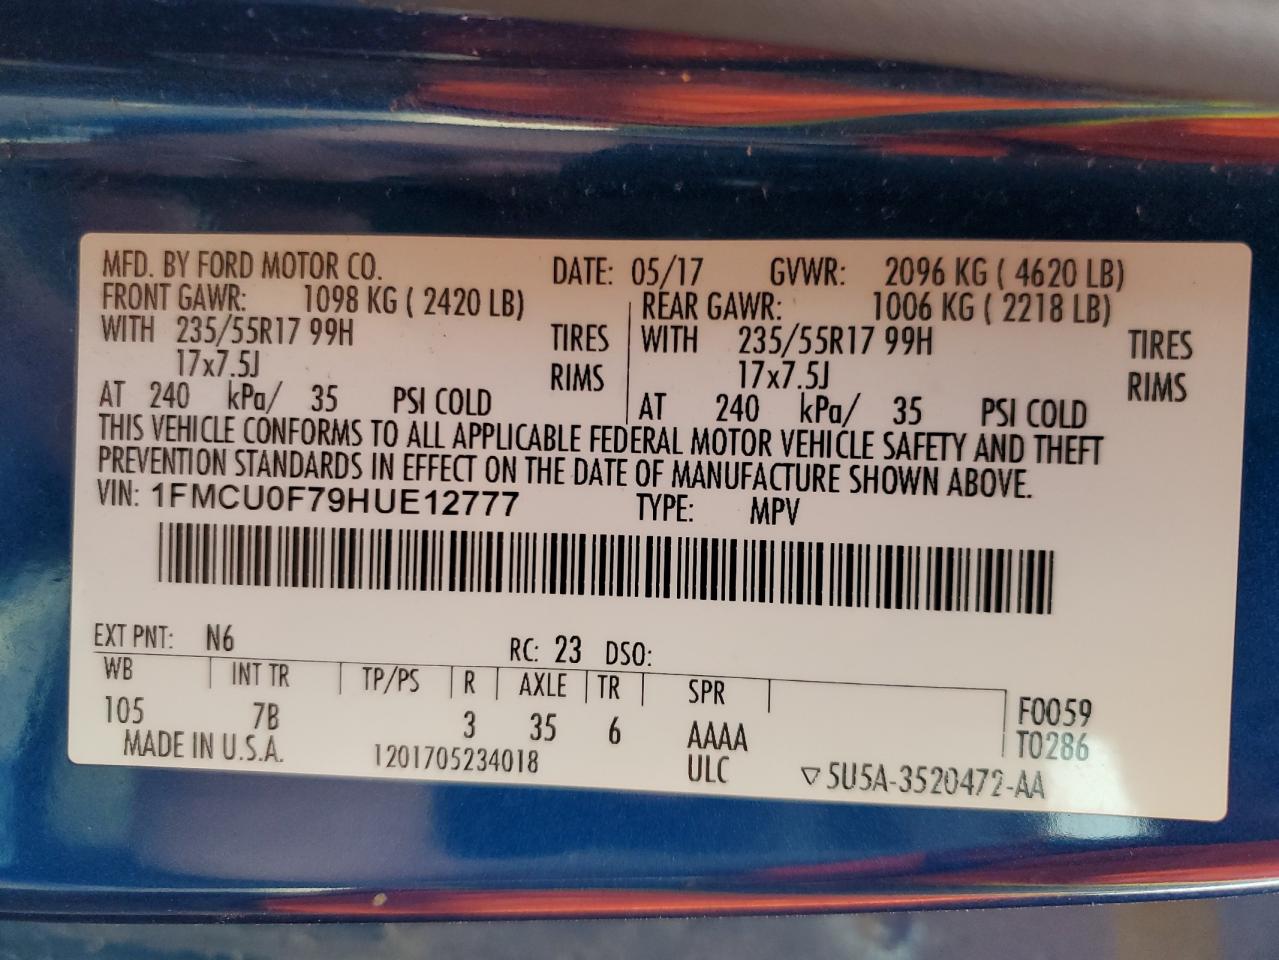 MFD. BY FORD MOTOR CO. DATE: 05/17 GVWR: 2096 KG ( 4620 LB)
FRONT GAWR: 1098 KG ( 2420 LB) REAR GAWR: 1006 KG ( 2218 LB)
WITH 235/55R17 99H TIRES WITH 235/55R17 99H TIRES
17x7.5J RIMS 17x7.5J RIMS
AT 240 kPa/ 35 PSI COLD AT 240 kPa/ 35 PSI COLD
THIS VEHICLE CONFORMS TO ALL APPLICABLE FEDERAL MOTOR VEHICLE SAFETY AND THEFT
PREVENTION STANDARDS IN EFFECT ON THE DATE OF MANUFACTURE SHOWN ABOVE.
VIN: 1FMCU0F79HUE12777 TYPE: MPV
EXT PNT: N6 RC: 23 DSO:
WB INT TR TP/PS R AXLE TR SPR
105 7B 3 35 6 AAAA F0059
MADE IN U.S.A. 1201705234018 ULC T0286
▽5U5A-3520472-AA